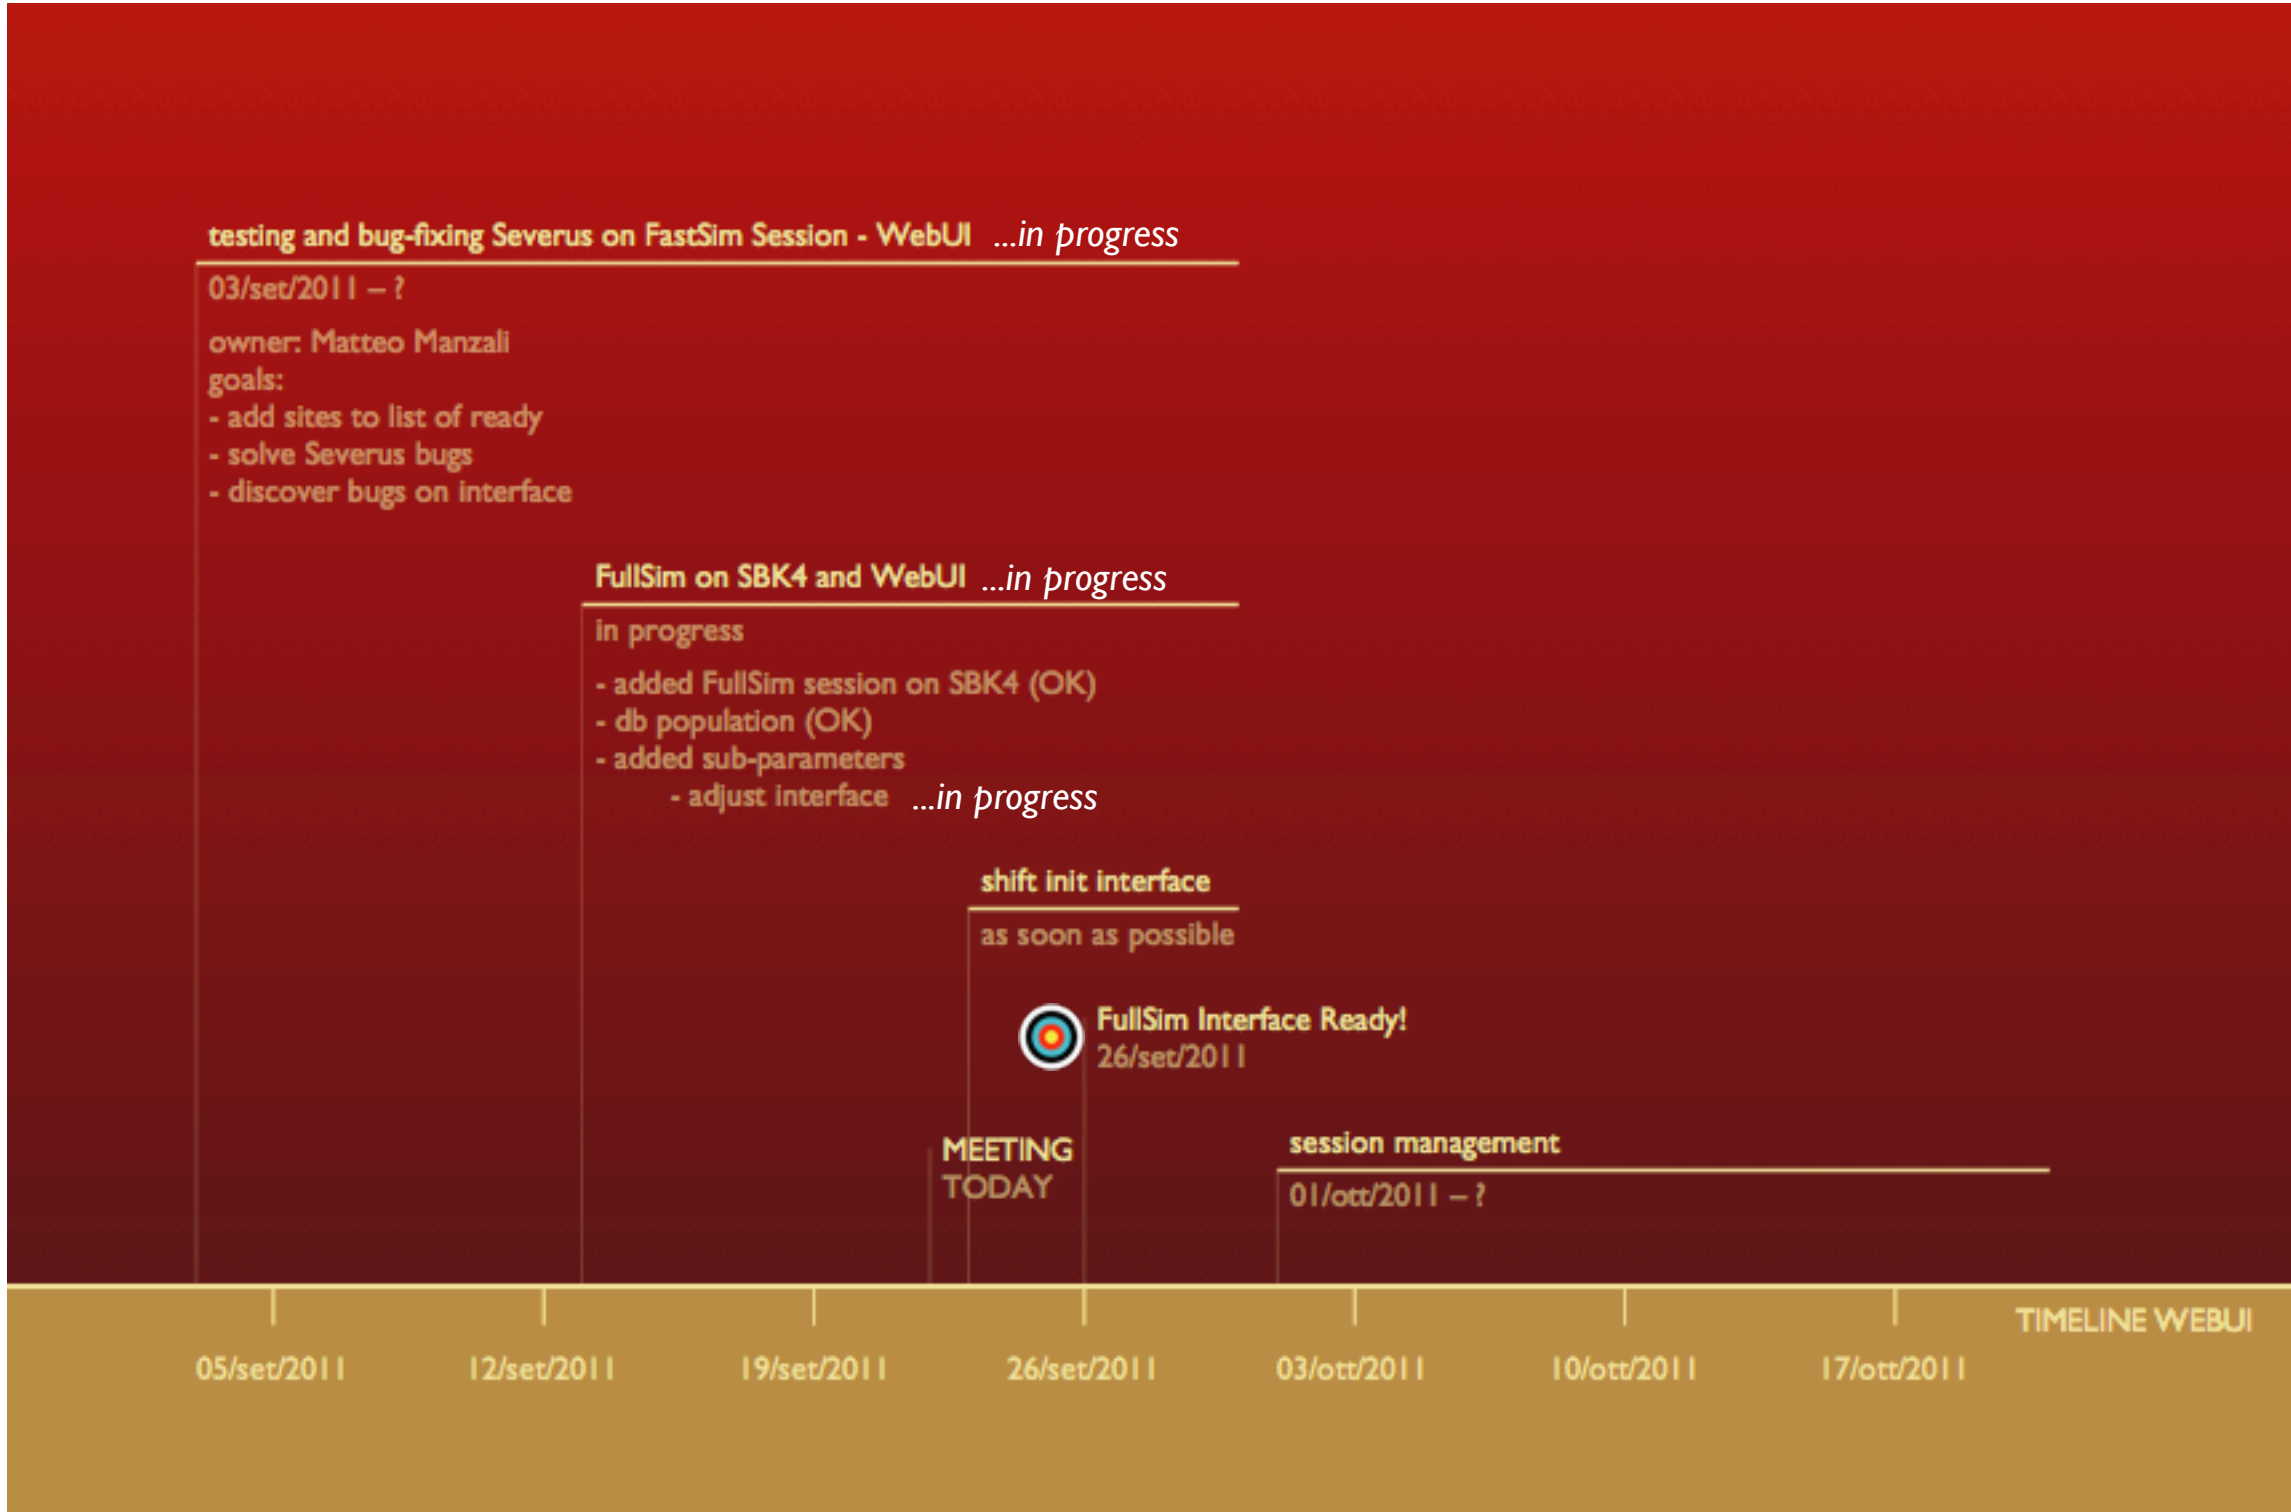 testing and bug-fixing Severus on FastSim Session - WebUI ...in progress
03/set/2011 – ?
owner: Matteo Manzali
goals:
- add sites to list of ready
- solve Severus bugs
- discover bugs on interface
FullSim on SBK4 and WebUI ...in progress
in progress
- added FullSim session on SBK4 (OK)
- db population (OK)
- added sub-parameters
- adjust interface ...in progress
shift init interface
as soon as possible
FullSim Interface Ready!
26/set/2011
MEETING
TODAY
session management
01/ott/2011 – ?
TIMELINE WEBUI
05/set/2011 12/set/2011 19/set/2011 26/set/2011 03/ott/2011 10/ott/2011 17/ott/2011